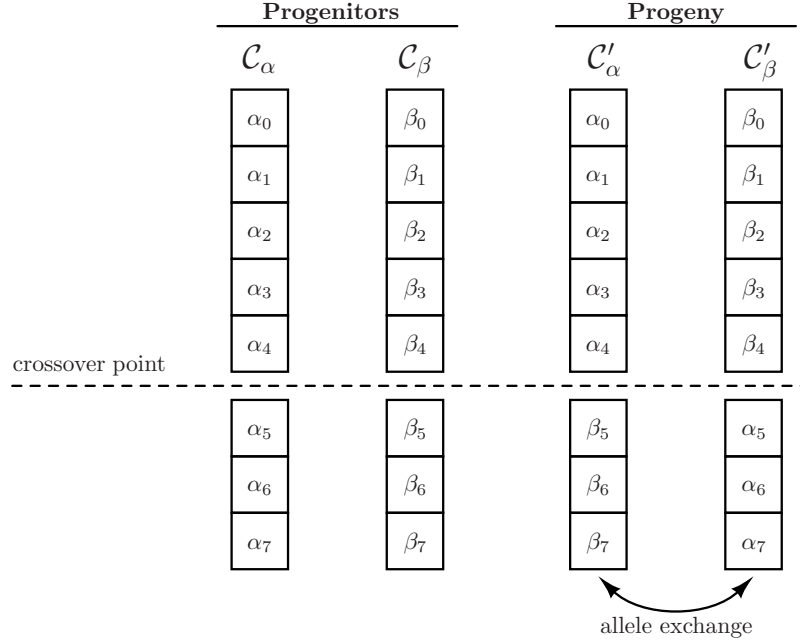 Progenitors Progeny
𝒞α 𝒞β 𝒞′α 𝒞′β
α0 β0 α0 β0
α1 β1 α1 β1
α2 β2 α2 β2
α3 β3 α3 β3
α4 β4 α4 β4
crossover point
α5 β5 β5 α5
α6 β6 β6 α6
α7 β7 β7 α7
allele exchange